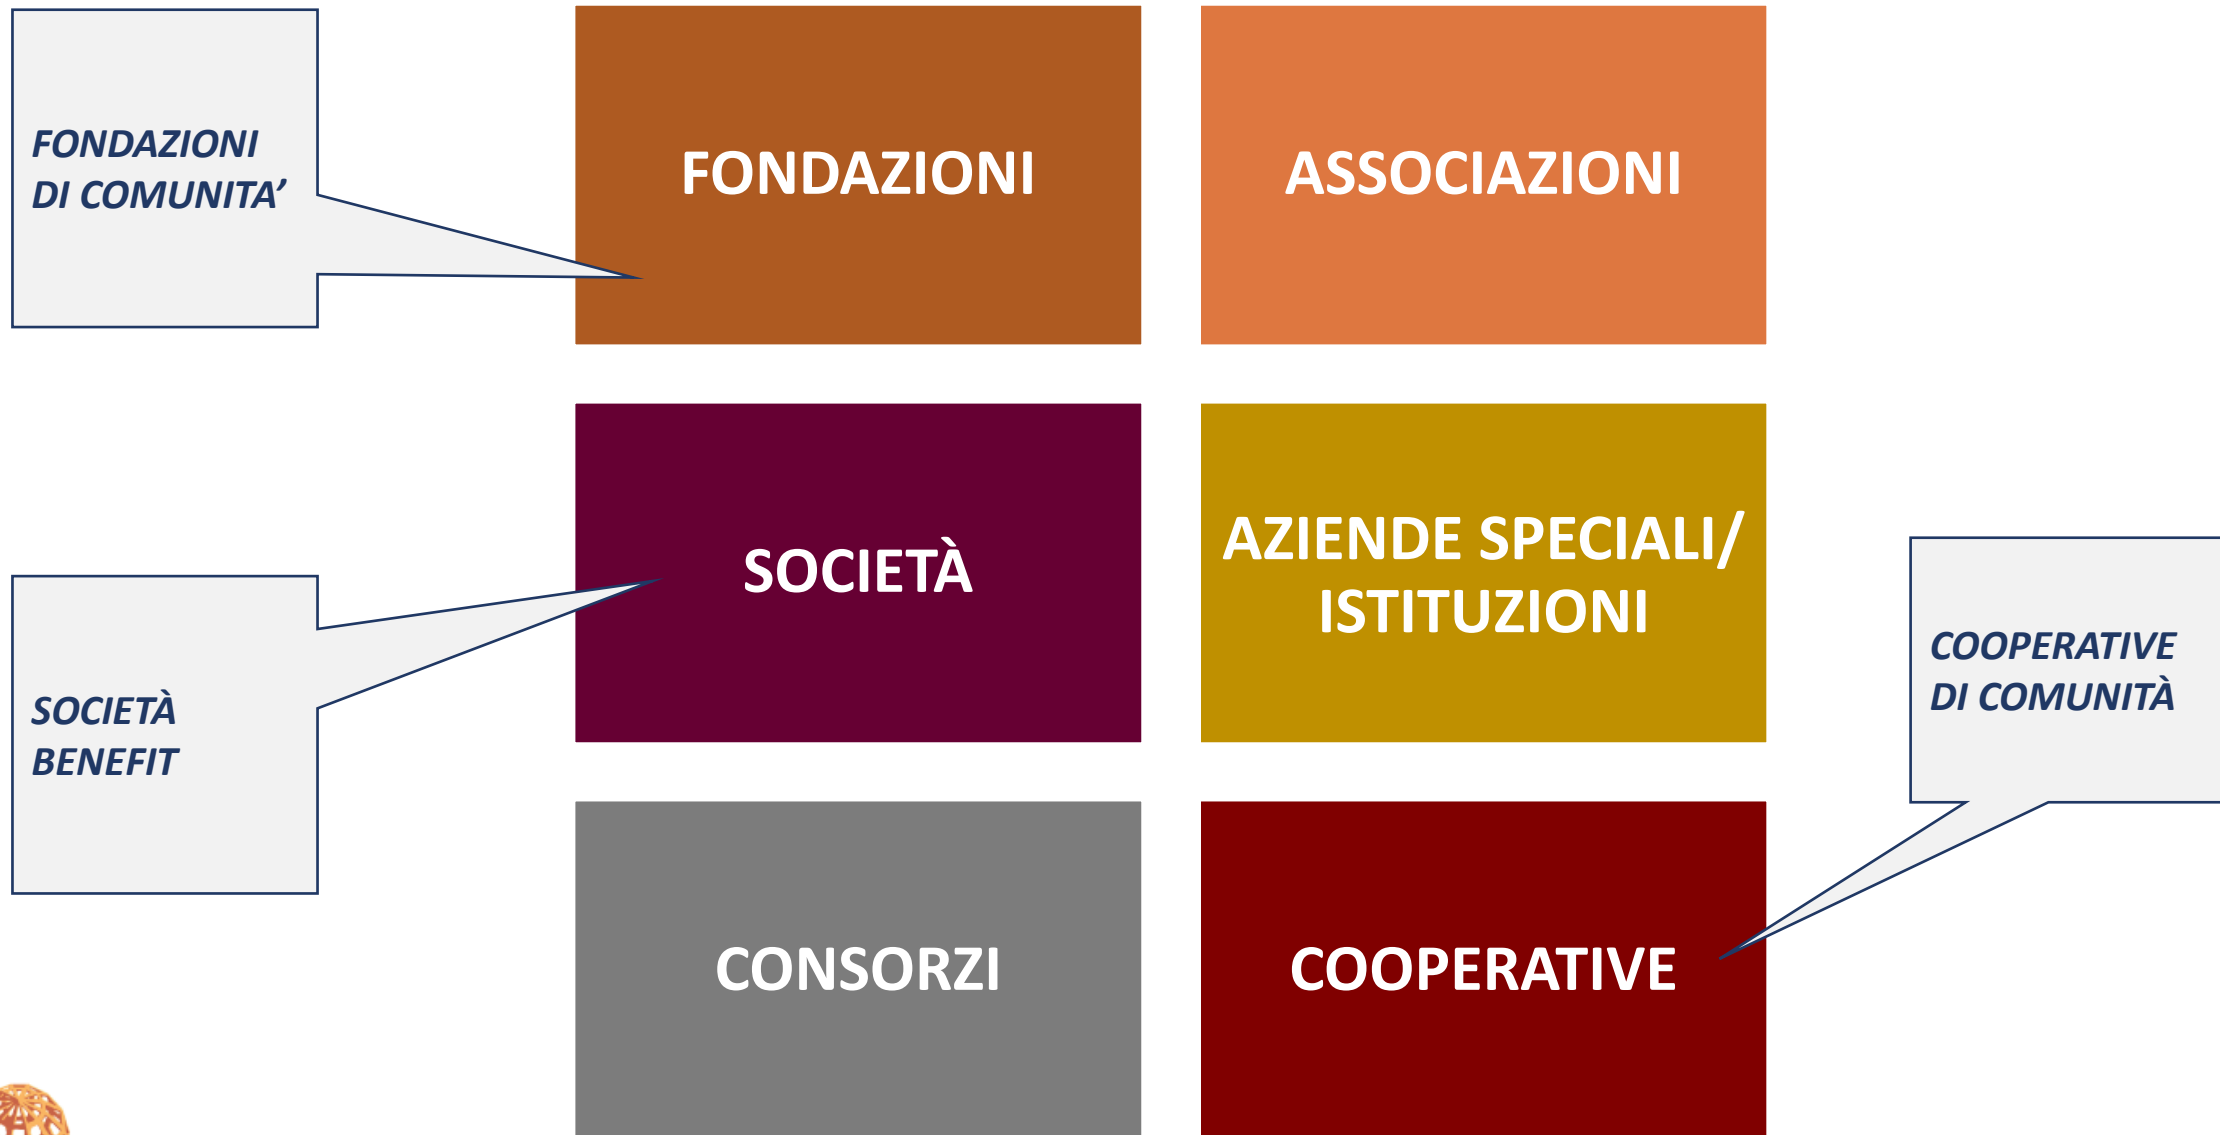 FONDAZIONI
DI COMUNITA’
FONDAZIONI
ASSOCIAZIONI
SOCIETÀ
BENEFIT
SOCIETÀ
AZIENDE SPECIALI/
ISTITUZIONI
COOPERATIVE
DI COMUNITÀ
CONSORZI
COOPERATIVE